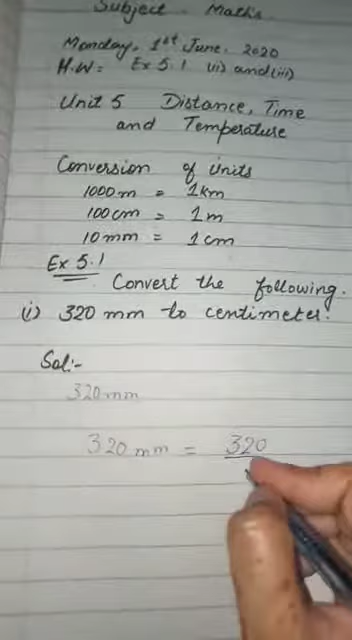 Subject - Maths
Monday, 1st June. 2020
H.W = Ex 5.1 (ii) and (iii)
Unit 5 Distance, Time
and Temperature
Conversion of units
1000 m = 1 km
100 cm = 1 m
10 mm = 1 cm
Ex 5.1
Convert the following.
(i) 320 mm to centimeter.
Sol:-
320 mm
320 mm = 320